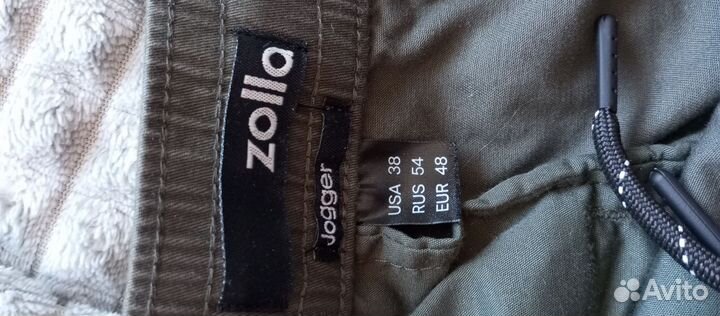 zolla
Jogger
USA 38
RUS 54
EUR 48
Avito